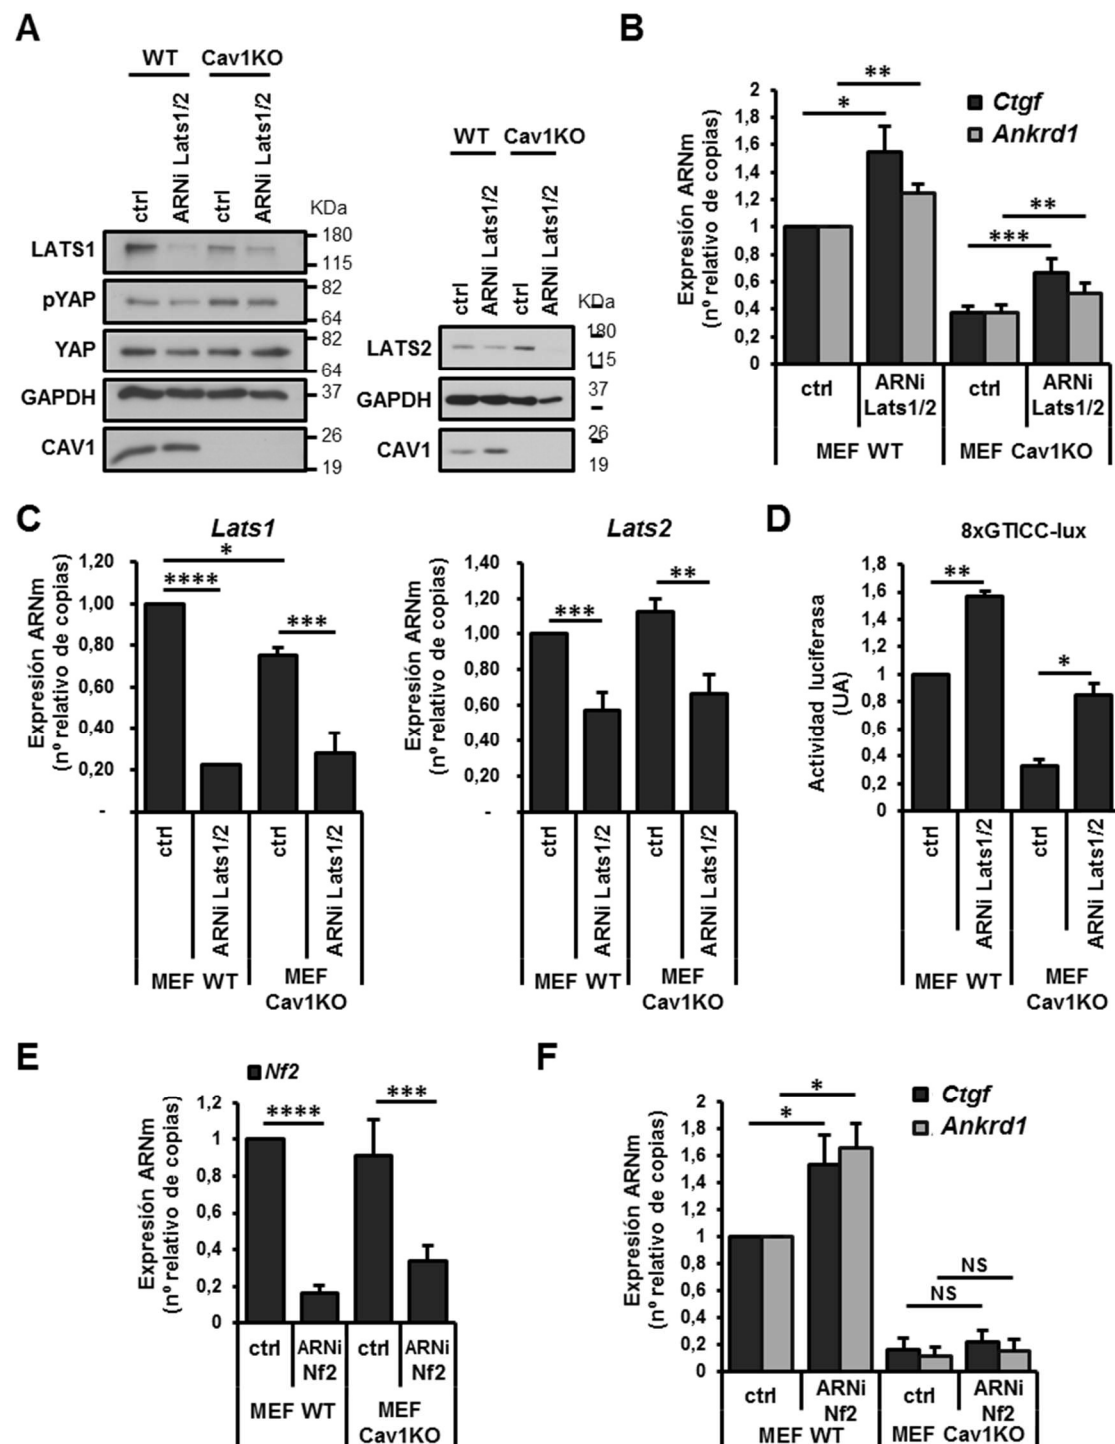 A
WT Cav1KO
ctrl
ARNi Lats1/2
ctrl
ARNi Lats1/2
KDa
LATS1
180
115
pYAP
82
64
YAP
82
64
GAPDH
37
CAV1
26
19
WT Cav1KO
ctrl
ARNi Lats1/2
ctrl
ARNi Lats1/2
KDa
LATS2
180
115
GAPDH
37
CAV1
26
19
B
Expresión ARNm
(nº relativo de copias)
2
1,8
1,6
1,4
1,2
1
0,8
0,6
0,4
0,2
0
* **
*** **
Ctgf
Ankrd1
ctrl
ARNi
Lats1/2
ctrl
ARNi
Lats1/2
MEF WT
MEF Cav1KO
C
Lats1
Expresión ARNm
(nº relativo de copias)
1,20
1,00
0,80
0,60
0,40
0,20
-
*
****
***
ctrl
ARNi Lats1/2
ctrl
ARNi Lats1/2
MEF WT
MEF
Cav1KO
Lats2
Expresión ARNm
(nº relativo de copias)
1,40
1,20
1,00
0,80
0,60
0,40
0,20
-
***
**
ctrl
ARNi Lats1/2
ctrl
ARNi Lats1/2
MEF WT
MEF
Cav1KO
D
8xGTICC-lux
Actividad luciferasa
(UA)
1,8
1,6
1,4
1,2
1
0,8
0,6
0,4
0,2
0
**
*
ctrl
ARNi Lats1/2
ctrl
ARNi Lats1/2
MEF WT
MEF
Cav1KO
E
Nf2
Expresión ARNm
(nº relativo de copias)
1,2
1
0,8
0,6
0,4
0,2
0
****
***
ctrl
ARNi
Nf2
ctrl
ARNi
Nf2
MEF WT
MEF
Cav1KO
F
Expresión ARNm
(nº relativo de copias)
2
1,8
1,6
1,4
1,2
1
0,8
0,6
0,4
0,2
0
*
*
NS
NS
Ctgf
Ankrd1
ctrl
ARNi
Nf2
ctrl
ARNi
Nf2
MEF WT
MEF Cav1KO